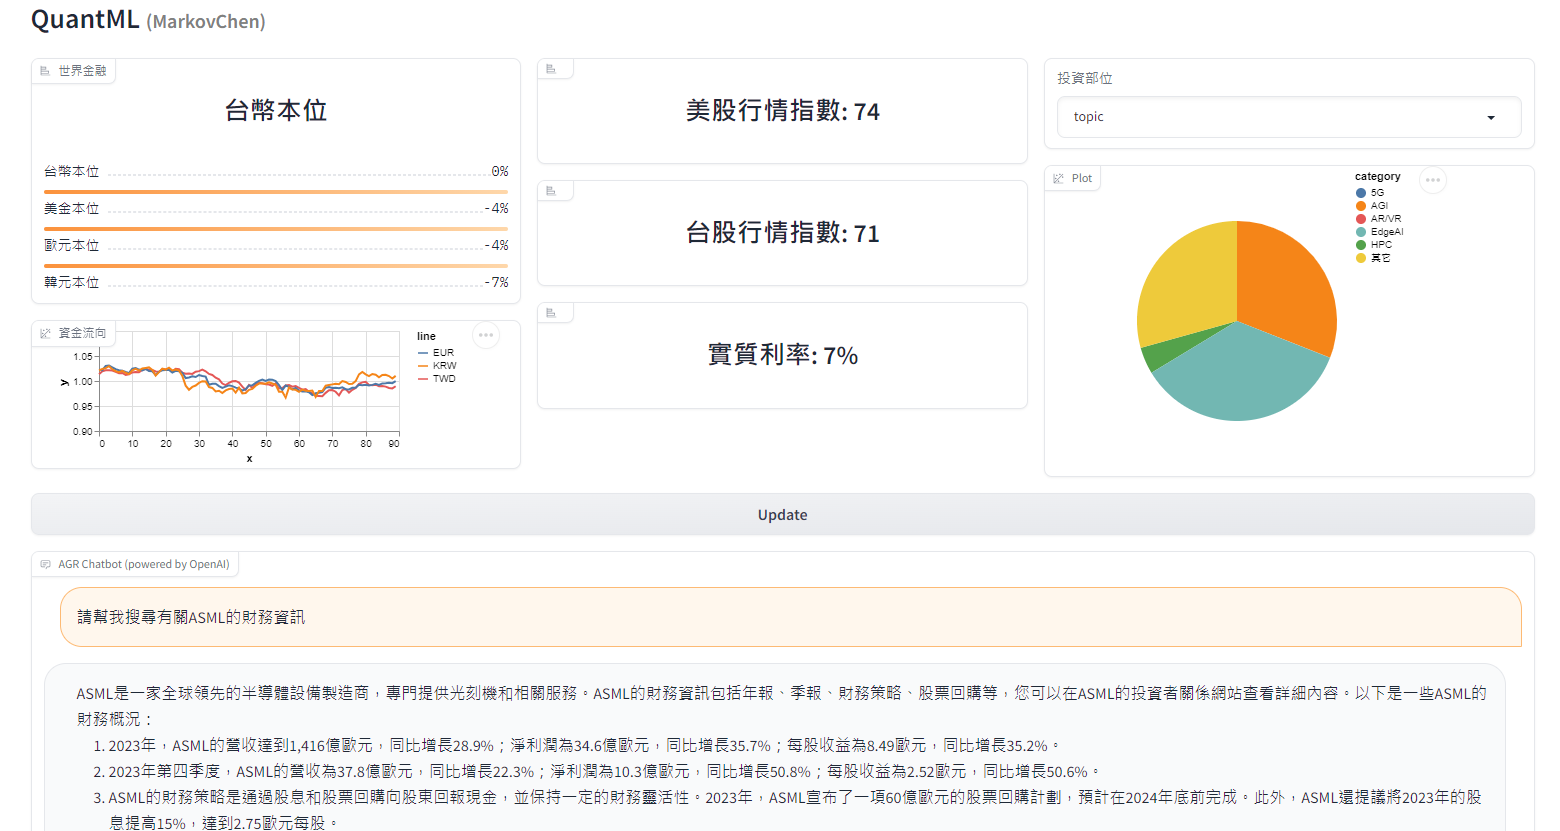 QuantML (MarkovChen)
世界金融
台幣本位
台幣本位 0%
美金本位 -4%
歐元本位 -4%
韓元本位 -7%
資金流向
line
EUR
KRW
TWD
y
1.05
1.00
0.95
0.90
0 10 20 30 40 50 60 70 80 90
x
美股行情指數: 74
台股行情指數: 71
實質利率: 7%
投資部位
topic
Plot
category
5G
AGI
AR/VR
EdgeAI
HPC
其它
Update
AGR Chatbot (powered by OpenAI)
請幫我搜尋有關ASML的財務資訊
ASML是一家全球領先的半導體設備製造商，專門提供光刻機和相關服務。ASML的財務資訊包括年報、季報、財務策略、股票回購等，您可以在ASML的投資者關係網站查看詳細內容。以下是一些ASML的
財務概況：
1. 2023年，ASML的營收達到1,416億歐元，同比增長28.9%；淨利潤為34.6億歐元，同比增長35.7%；每股收益為8.49歐元，同比增長35.2%。
2. 2023年第四季度，ASML的營收為37.8億歐元，同比增長22.3%；淨利潤為10.3億歐元，同比增長50.8%；每股收益為2.52歐元，同比增長50.6%。
3. ASML的財務策略是通過股息和股票回購向股東回報現金，並保持一定的財務靈活性。2023年，ASML宣布了一項60億歐元的股票回購計劃，預計在2024年底前完成。此外，ASML還提議將2023年的股
息提高15%，達到2.75歐元每股。